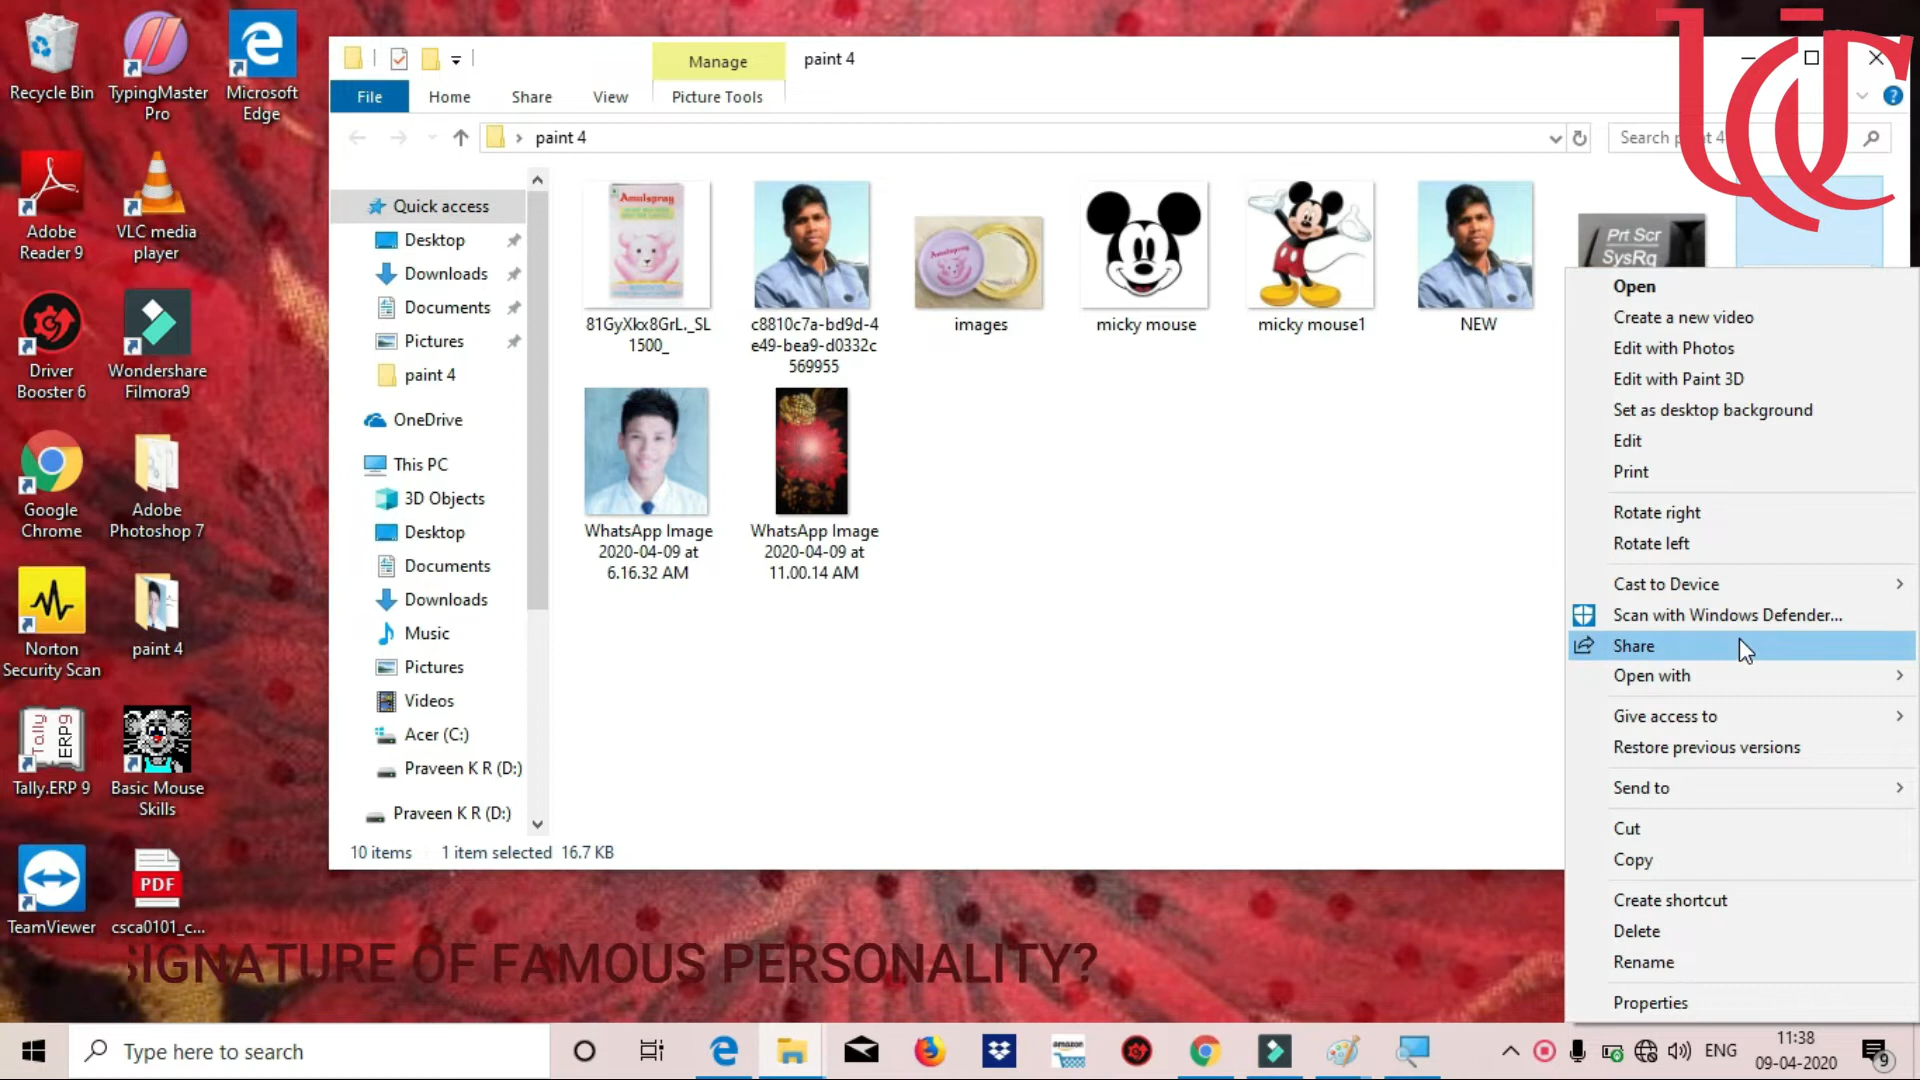 Recycle Bin
TypingMaster
Pro
Microsoft
Edge
Adobe
Reader 9
VLC media
player
Driver
Booster 6
Wondershare
Filmora9
Google
Chrome
Adobe
Photoshop 7
Norton
Security Scan
paint 4
Tally.ERP 9
Basic Mouse
Skills
TeamViewer
csca0101_c...
Tally
ERP9
PDF
Manage
paint 4
File
Home
Share
View
Picture Tools
paint 4
Search paint 4
UCC
Quick access
Desktop
Downloads
Documents
Pictures
paint 4
OneDrive
This PC
3D Objects
Desktop
Documents
Downloads
Music
Pictures
Videos
Acer (C:)
Praveen K R (D:)
Praveen K R (D:)
Amulspray
81GyXkx8GrL._SL
1500_
c8810c7a-bd9d-4
e49-bea9-d0332c
569955
Amulspray
images
micky mouse
micky mouse1
NEW
Prt Scr
SysRq
WhatsApp Image
2020-04-09 at
6.16.32 AM
WhatsApp Image
2020-04-09 at
11.00.14 AM
10 items
1 item selected 16.7 KB
Open
Create a new video
Edit with Photos
Edit with Paint 3D
Set as desktop background
Edit
Print
Rotate right
Rotate left
Cast to Device
Scan with Windows Defender...
Share
Open with
Give access to
Restore previous versions
Send to
Cut
Copy
Create shortcut
Delete
Rename
Properties
SIGNATURE OF FAMOUS PERSONALITY?
Type here to search
amazon
ENG
11:38
09-04-2020
9